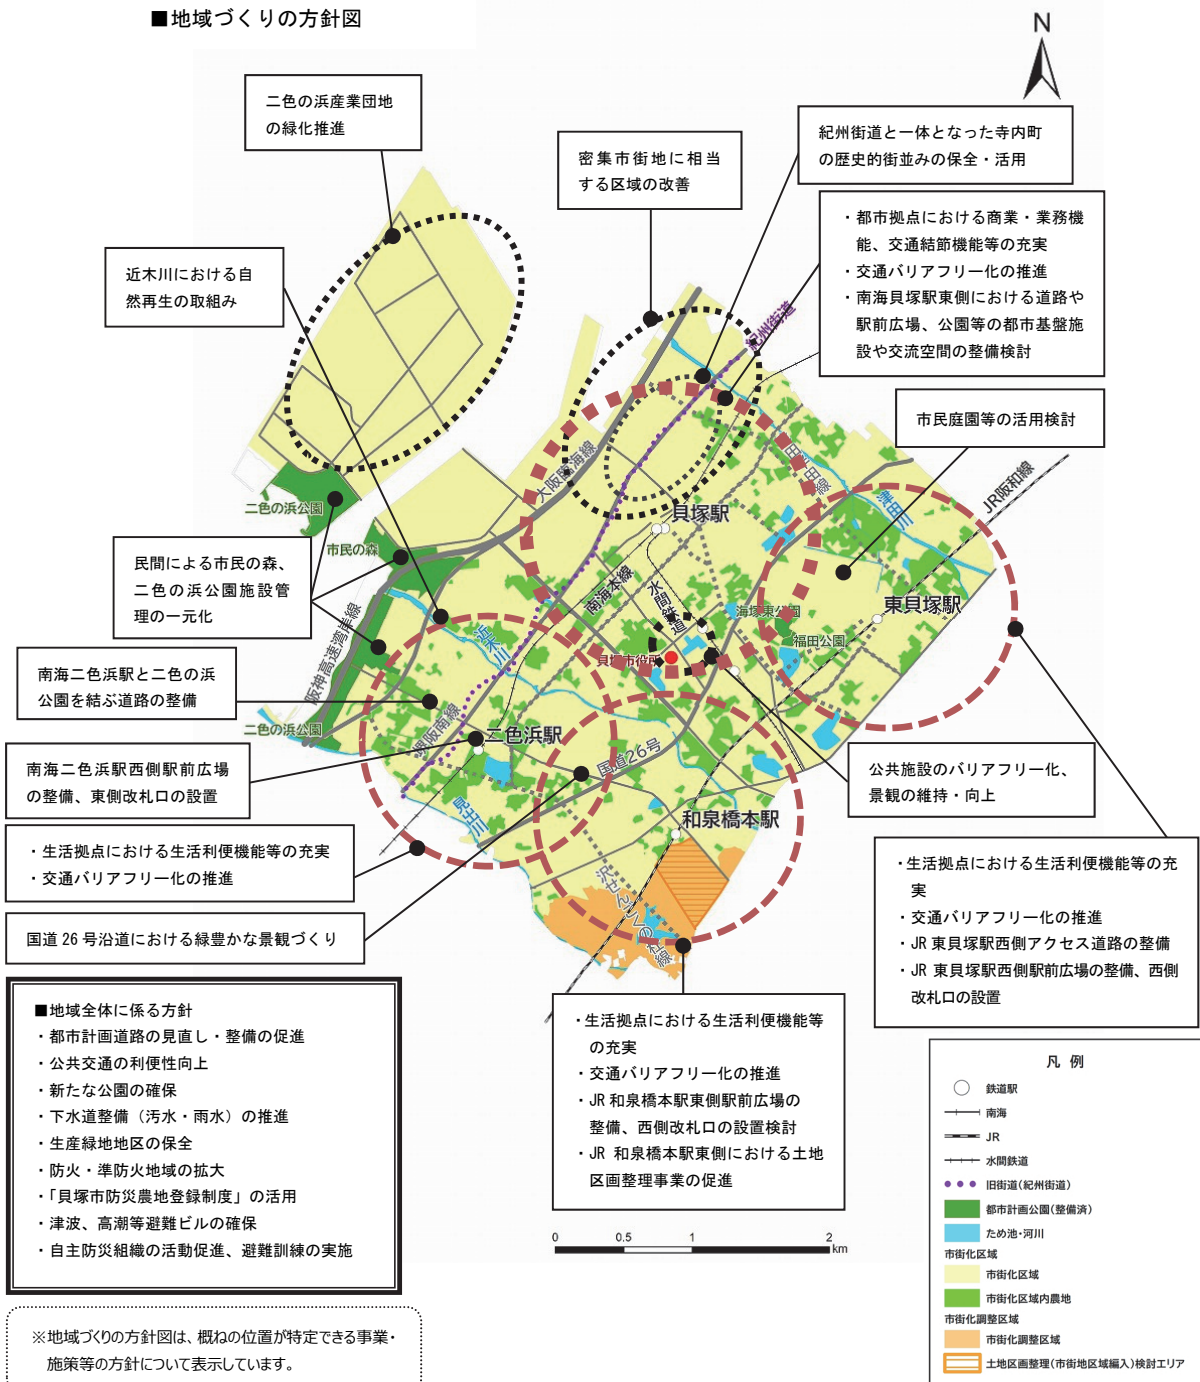 ■地域づくりの方針図
N
二色の浜産業団地
の緑化推進
密集市街地に相当
する区域の改善
紀州街道と一体となった寺内町
の歴史的街並みの保全・活用
・都市拠点における商業・業務機
能、交通結節機能等の充実
・交通バリアフリー化の推進
・南海貝塚駅東側における道路や
駅前広場、公園等の都市基盤施
設や交流空間の整備検討
近木川における自
然再生の取組み
市民庭園等の活用検討
紀州街道
大阪臨海線
津田川
JR阪和線
二色の浜公園
市民の森
貝塚駅
民間による市民の森、
二色の浜公園施設管
理の一元化
南海本線
水間鉄道
海塚東公園
東貝塚駅
福田公園
近木川
貝塚市役所
阪神高速湾岸線
南海二色浜駅と二色の浜
公園を結ぶ道路の整備
二色の浜公園
二色浜駅
国道26号
南海二色浜駅西側駅前広場
の整備、東側改札口の設置
公共施設のバリアフリー化、
景観の維持・向上
見出川
和泉橋本駅
・生活拠点における生活利便機能等の充実
・交通バリアフリー化の推進
・生活拠点における生活利便機能等の充
実
・交通バリアフリー化の推進
・JR 東貝塚駅西側アクセス道路の整備
・JR 東貝塚駅西側駅前広場の整備、西側
改札口の設置
沢せんごくの杜線
国道 26 号沿道における緑豊かな景観づくり
■地域全体に係る方針
・都市計画道路の見直し・整備の促進
・公共交通の利便性向上
・新たな公園の確保
・下水道整備（汚水・雨水）の推進
・生産緑地地区の保全
・防火・準防火地域の拡大
・「貝塚市防災農地登録制度」の活用
・津波、高潮等避難ビルの確保
・自主防災組織の活動促進、避難訓練の実施
・生活拠点における生活利便機能等
の充実
・交通バリアフリー化の推進
・JR 和泉橋本駅東側駅前広場の
整備、西側改札口の設置検討
・JR 和泉橋本駅東側における土地
区画整理事業の促進
0 0.5 1 2
km
凡 例
鉄道駅
南海
JR
水間鉄道
旧街道(紀州街道)
都市計画公園(整備済)
ため池・河川
市街化区域
市街化区域
市街化区域内農地
市街化調整区域
市街化調整区域
土地区画整理(市街地区域編入)検討エリア
※地域づくりの方針図は、概ねの位置が特定できる事業・
施策等の方針について表示しています。